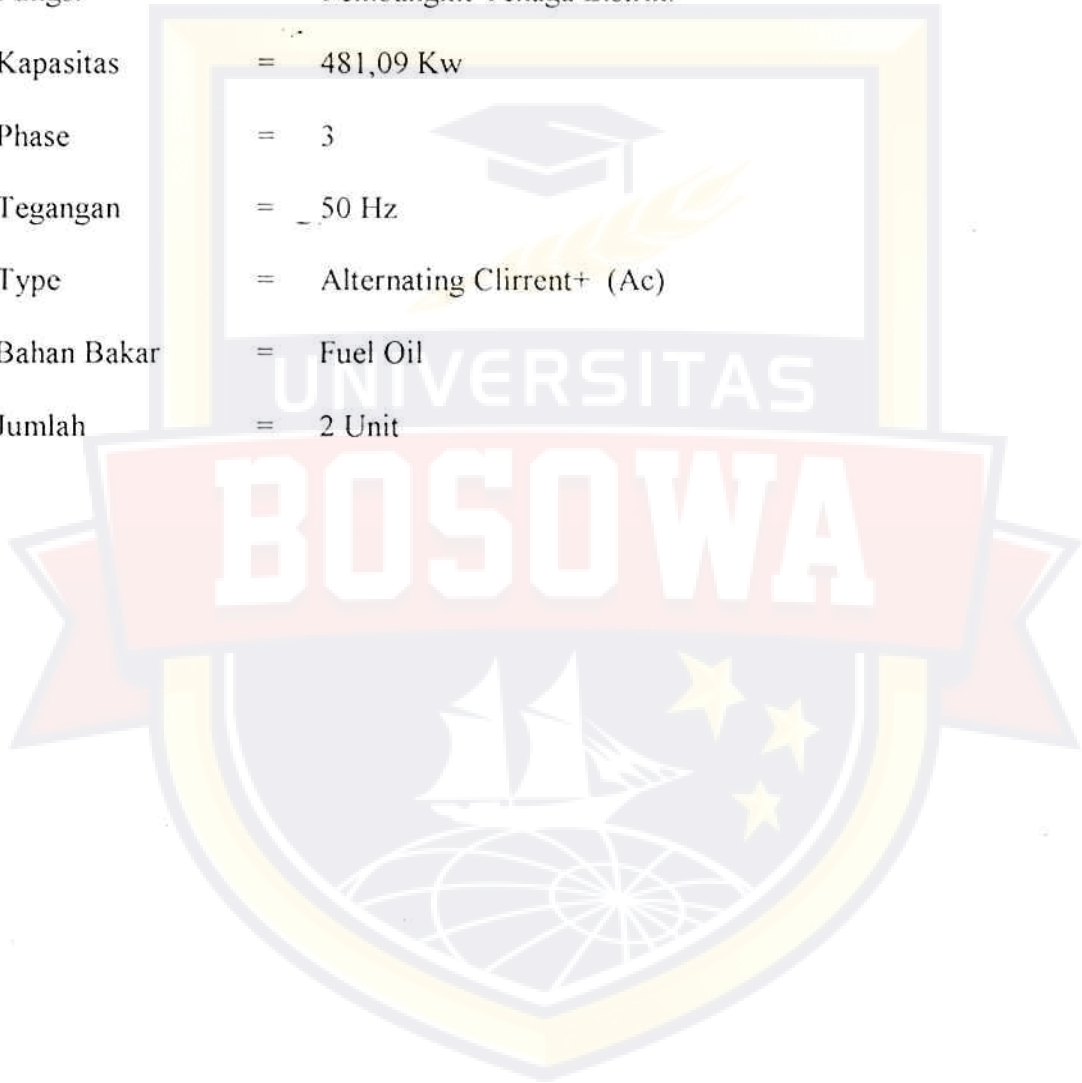 Kapasitas = 481,09 Kw
Phase = 3
Tegangan = 50 Hz
Type = Alternating Clirrent+ (Ac)
Bahan Bakar = Fuel Oil
Jumlah = 2 Unit
UNIVERSITAS
BOSOWA